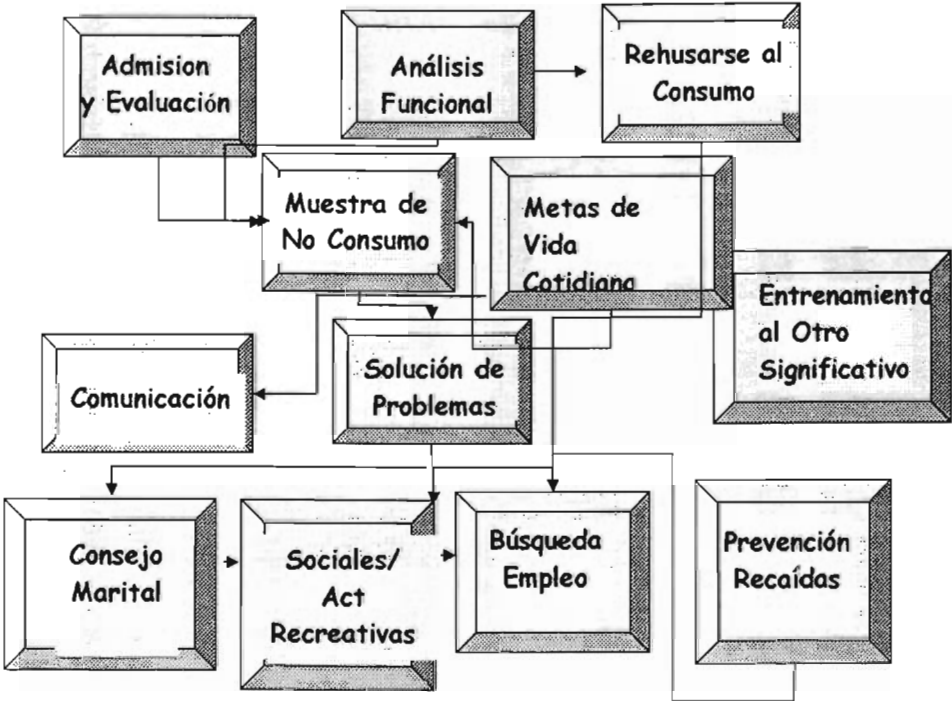 Admision
y Evaluación
Análisis
Funcional
Rehusarse al
Consumo
Muestra de
No Consumo
Metas de
Vida
Cotidiana
Entrenamiento
al Otro
Significativo
Comunicación
Solución de
Problemas
Consejo
Marital
Sociales/
Act
Recreativas
Búsqueda
Empleo
Prevención
Recaídas